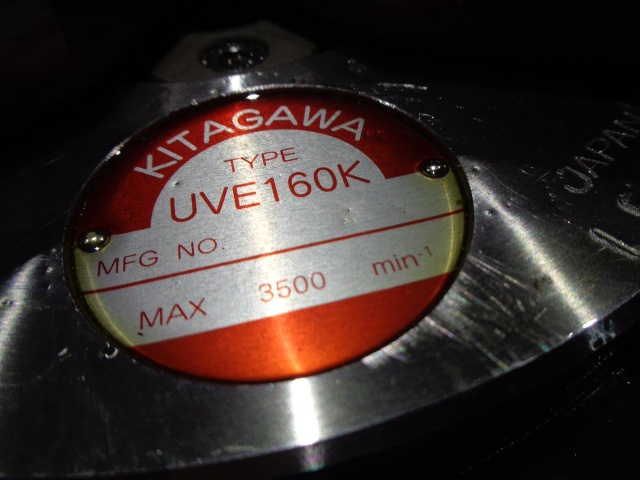 KITAGAWA
TYPE
UVE160K
MFG NO.
MAX 3500 min⁻¹
JAPAN